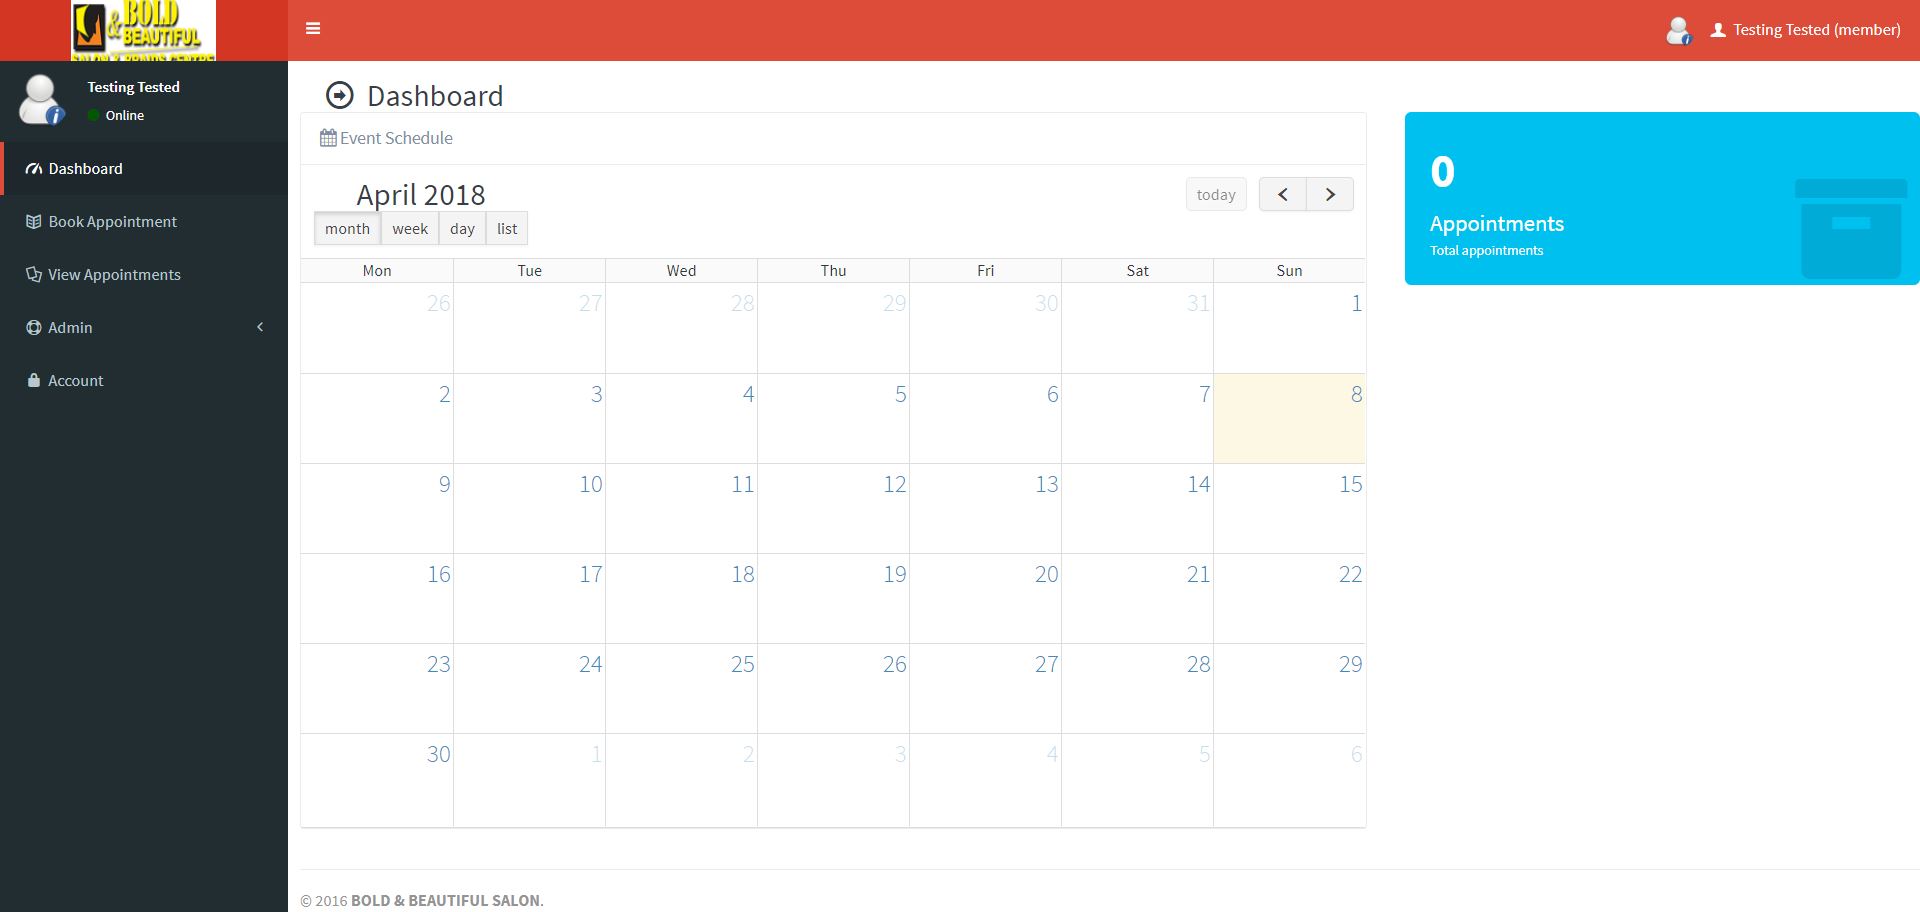 BOLD
& BEAUTIFUL
SALON & BRAIDS CENTRE
Testing Tested (member)
Testing Tested
Online
Dashboard
Book Appointment
View Appointments
Admin
Account
Dashboard
Event Schedule
April 2018
today
month week day list
Mon Tue Wed Thu Fri Sat Sun
26 27 28 29 30 31 1
2 3 4 5 6 7 8
9 10 11 12 13 14 15
16 17 18 19 20 21 22
23 24 25 26 27 28 29
30 1 2 3 4 5 6
0
Appointments
Total appointments
© 2016 BOLD & BEAUTIFUL SALON.